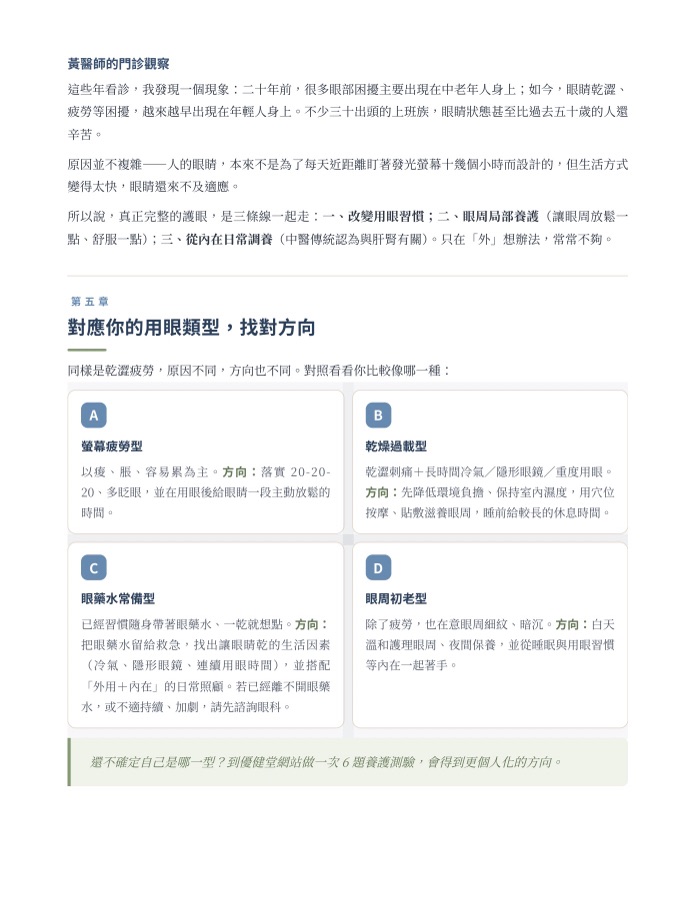 黃醫師的門診觀察
這些年看診，我發現一個現象：二十年前，很多眼部困擾主要出現在中老年人身上；如今，眼睛乾澀、
疲勞等困擾，越來越早出現在年輕人身上。不少三十出頭的上班族，眼睛狀態甚至比過去五十歲的人還
辛苦。
原因並不複雜——人的眼睛，本來不是為了每天近距離盯著發光螢幕十幾個小時而設計的，但生活方式
變得太快，眼睛還來不及適應。
所以說，真正完整的護眼，是三條線一起走：一、改變用眼習慣；二、眼周局部養護（讓眼周放鬆一
點、舒服一點）；三、從內在日常調養（中醫傳統認為與肝腎有關）。只在「外」想辦法，常常不夠。
第五章
對應你的用眼類型，找對方向
同樣是乾澀疲勞，原因不同，方向也不同。對照看看你比較像哪一種：
A
螢幕疲勞型
以痠、脹、容易累為主。方向：落實 20-20-
20、多眨眼，並在用眼後給眼睛一段主動放鬆的
時間。
B
乾燥過載型
乾澀刺痛＋長時間冷氣／隱形眼鏡／重度用眼。
方向：先降低環境負擔、保持室內濕度，用穴位
按摩、貼敷滋養眼周，睡前給較長的休息時間。
C
眼藥水常備型
已經習慣隨身帶著眼藥水、一乾就想點。方向：
把眼藥水留給救急，找出讓眼睛乾的生活因素
（冷氣、隱形眼鏡、連續用眼時間），並搭配
「外用＋內在」的日常照顧。若已經離不開眼藥
水，或不適持續、加劇，請先諮詢眼科。
D
眼周初老型
除了疲勞，也在意眼周細紋、暗沉。方向：白天
溫和護理眼周、夜間保養，並從睡眠與用眼習慣
等內在一起著手。
還不確定自己是哪一型？到優健堂網站做一次 6 題養護測驗，會得到更個人化的方向。